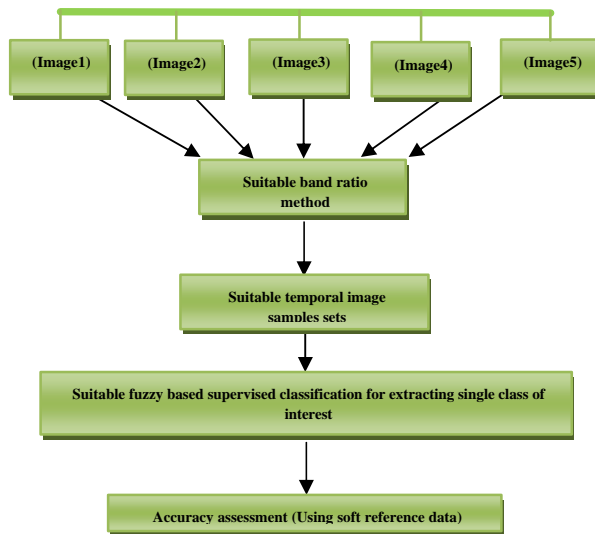 (Image1)
(Image2)
(Image3)
(Image4)
(Image5)
Suitable band ratio
method
Suitable temporal image
samples sets
Suitable fuzzy based supervised classification for extracting single class of
interest
Accuracy assessment (Using soft reference data)